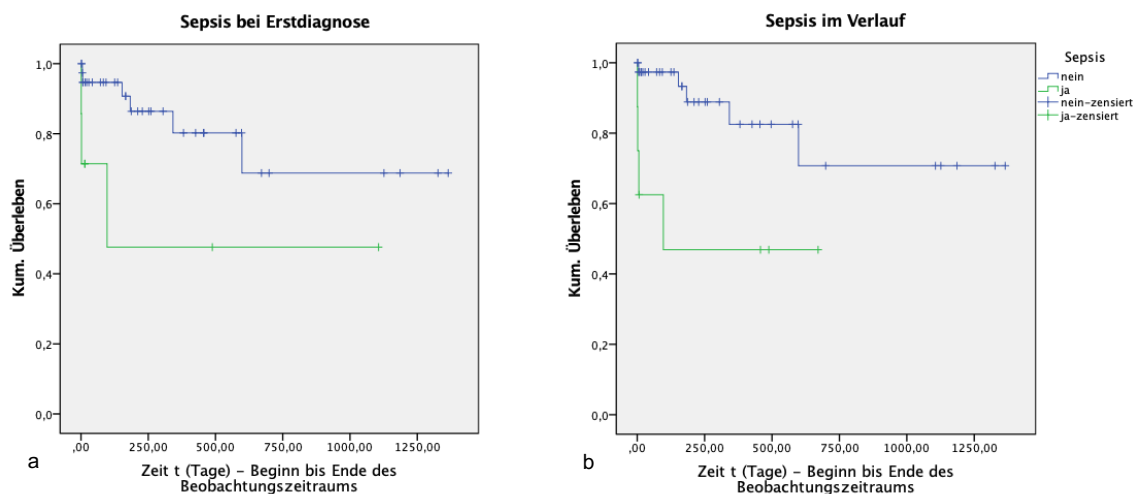 Sepsis bei Erstdiagnose
Kum. Überleben
1,0
0,8
0,6
0,4
0,2
0,0
,00 250,00 500,00 750,00 1000,00 1250,00
Zeit t (Tage) – Beginn bis Ende des
Beobachtungszeitraums
a
Sepsis im Verlauf
Kum. Überleben
1,0
0,8
0,6
0,4
0,2
0,0
,00 250,00 500,00 750,00 1000,00 1250,00
Zeit t (Tage) – Beginn bis Ende des
Beobachtungszeitraums
b
Sepsis
nein
ja
nein-zensiert
ja-zensiert